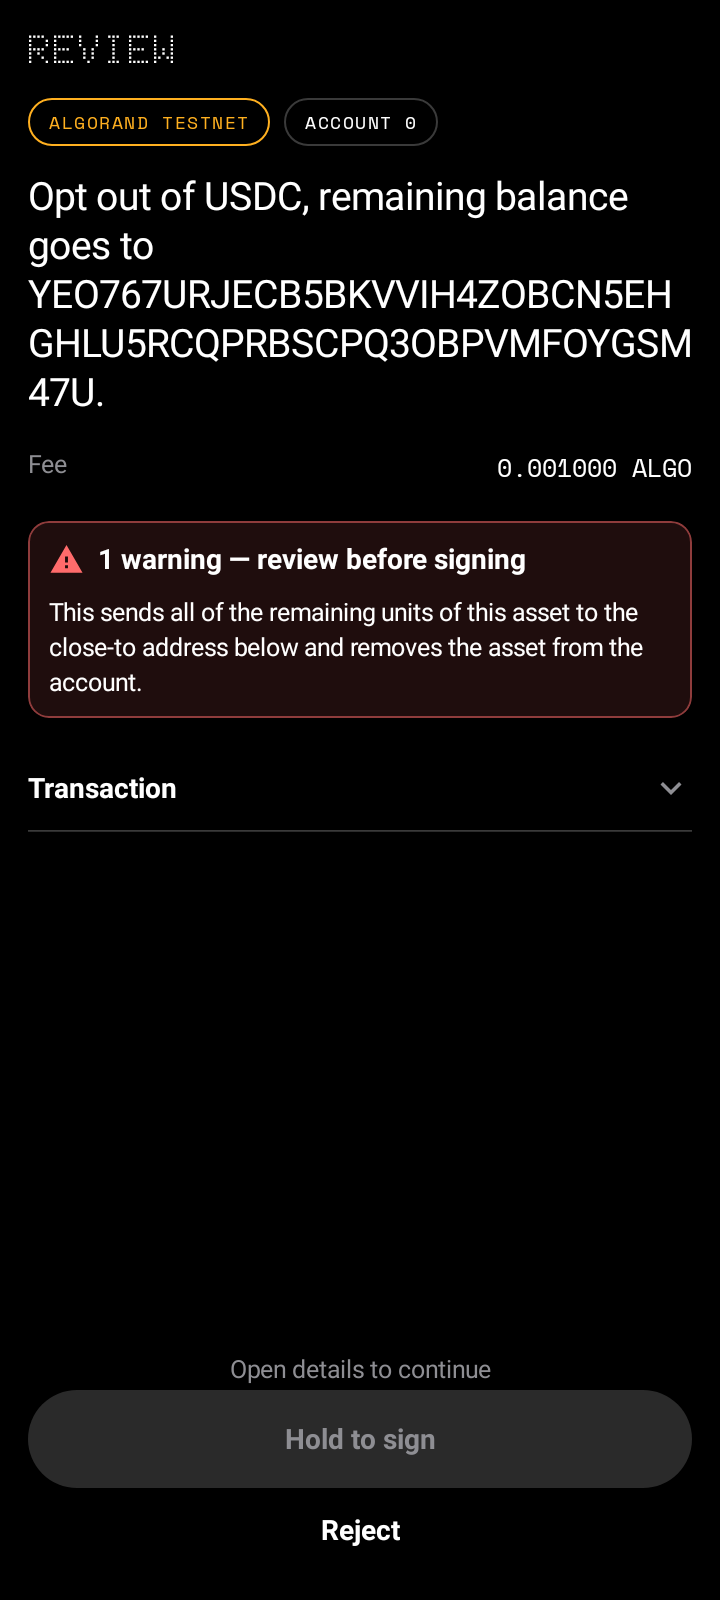 REVIEW
ALGORAND TESTNET
ACCOUNT 0
Opt out of USDC, remaining balance
goes to
YEO767URJECB5BKVVIH4ZOBCN5EH
GHLU5RCQPRBSCPQ3OBPVMFOYGSM
47U.
Fee
0.001000 ALGO
1 warning — review before signing
This sends all of the remaining units of this asset to the
close-to address below and removes the asset from the
account.
Transaction
Open details to continue
Hold to sign
Reject